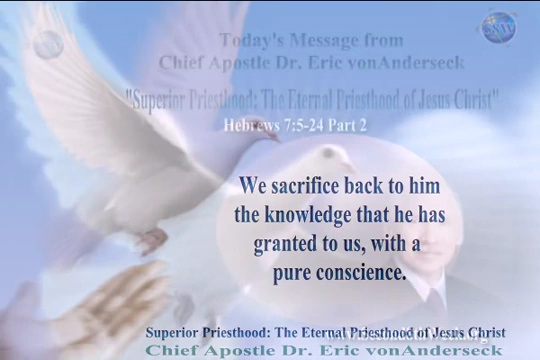 Today's Message from
Chief Apostle Dr. Eric vonAnderseck
"Superior Priesthood: The Eternal Priesthood of Jesus Christ"
Hebrews 7:5-24 Part 2
We sacrifice back to him
the knowledge that he has
granted to us, with a
pure conscience.
Superior Priesthood: The Eternal Priesthood of Jesus Christ
Chief Apostle Dr. Eric vonAnderseck